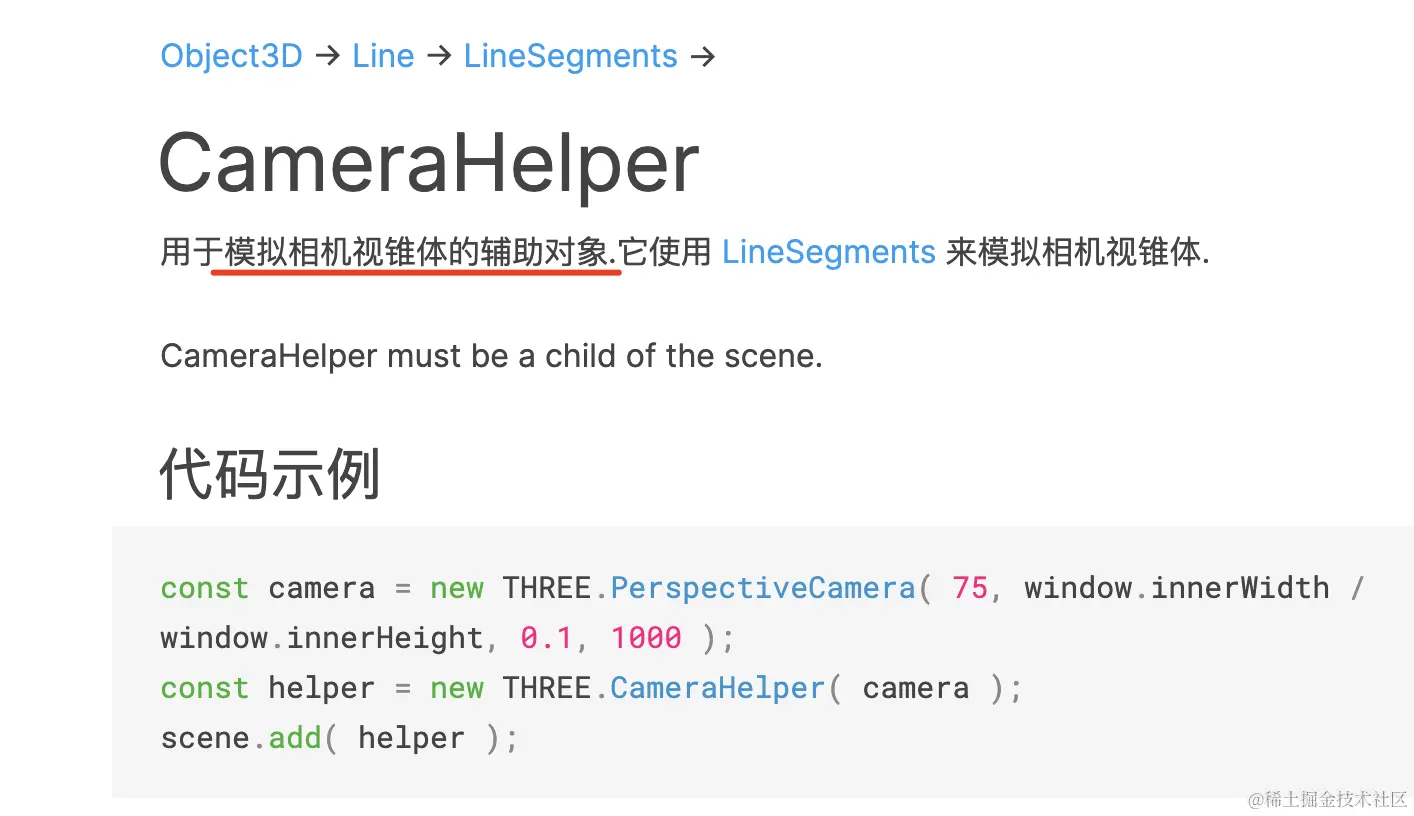 Object3D → Line → LineSegments →
CameraHelper
用于模拟相机视锥体的辅助对象.它使用 LineSegments 来模拟相机视锥体.
CameraHelper must be a child of the scene.
代码示例
const camera = new THREE.PerspectiveCamera( 75, window.innerWidth /
window.innerHeight, 0.1, 1000 );
const helper = new THREE.CameraHelper( camera );
scene.add( helper );
@稀土掘金技术社区